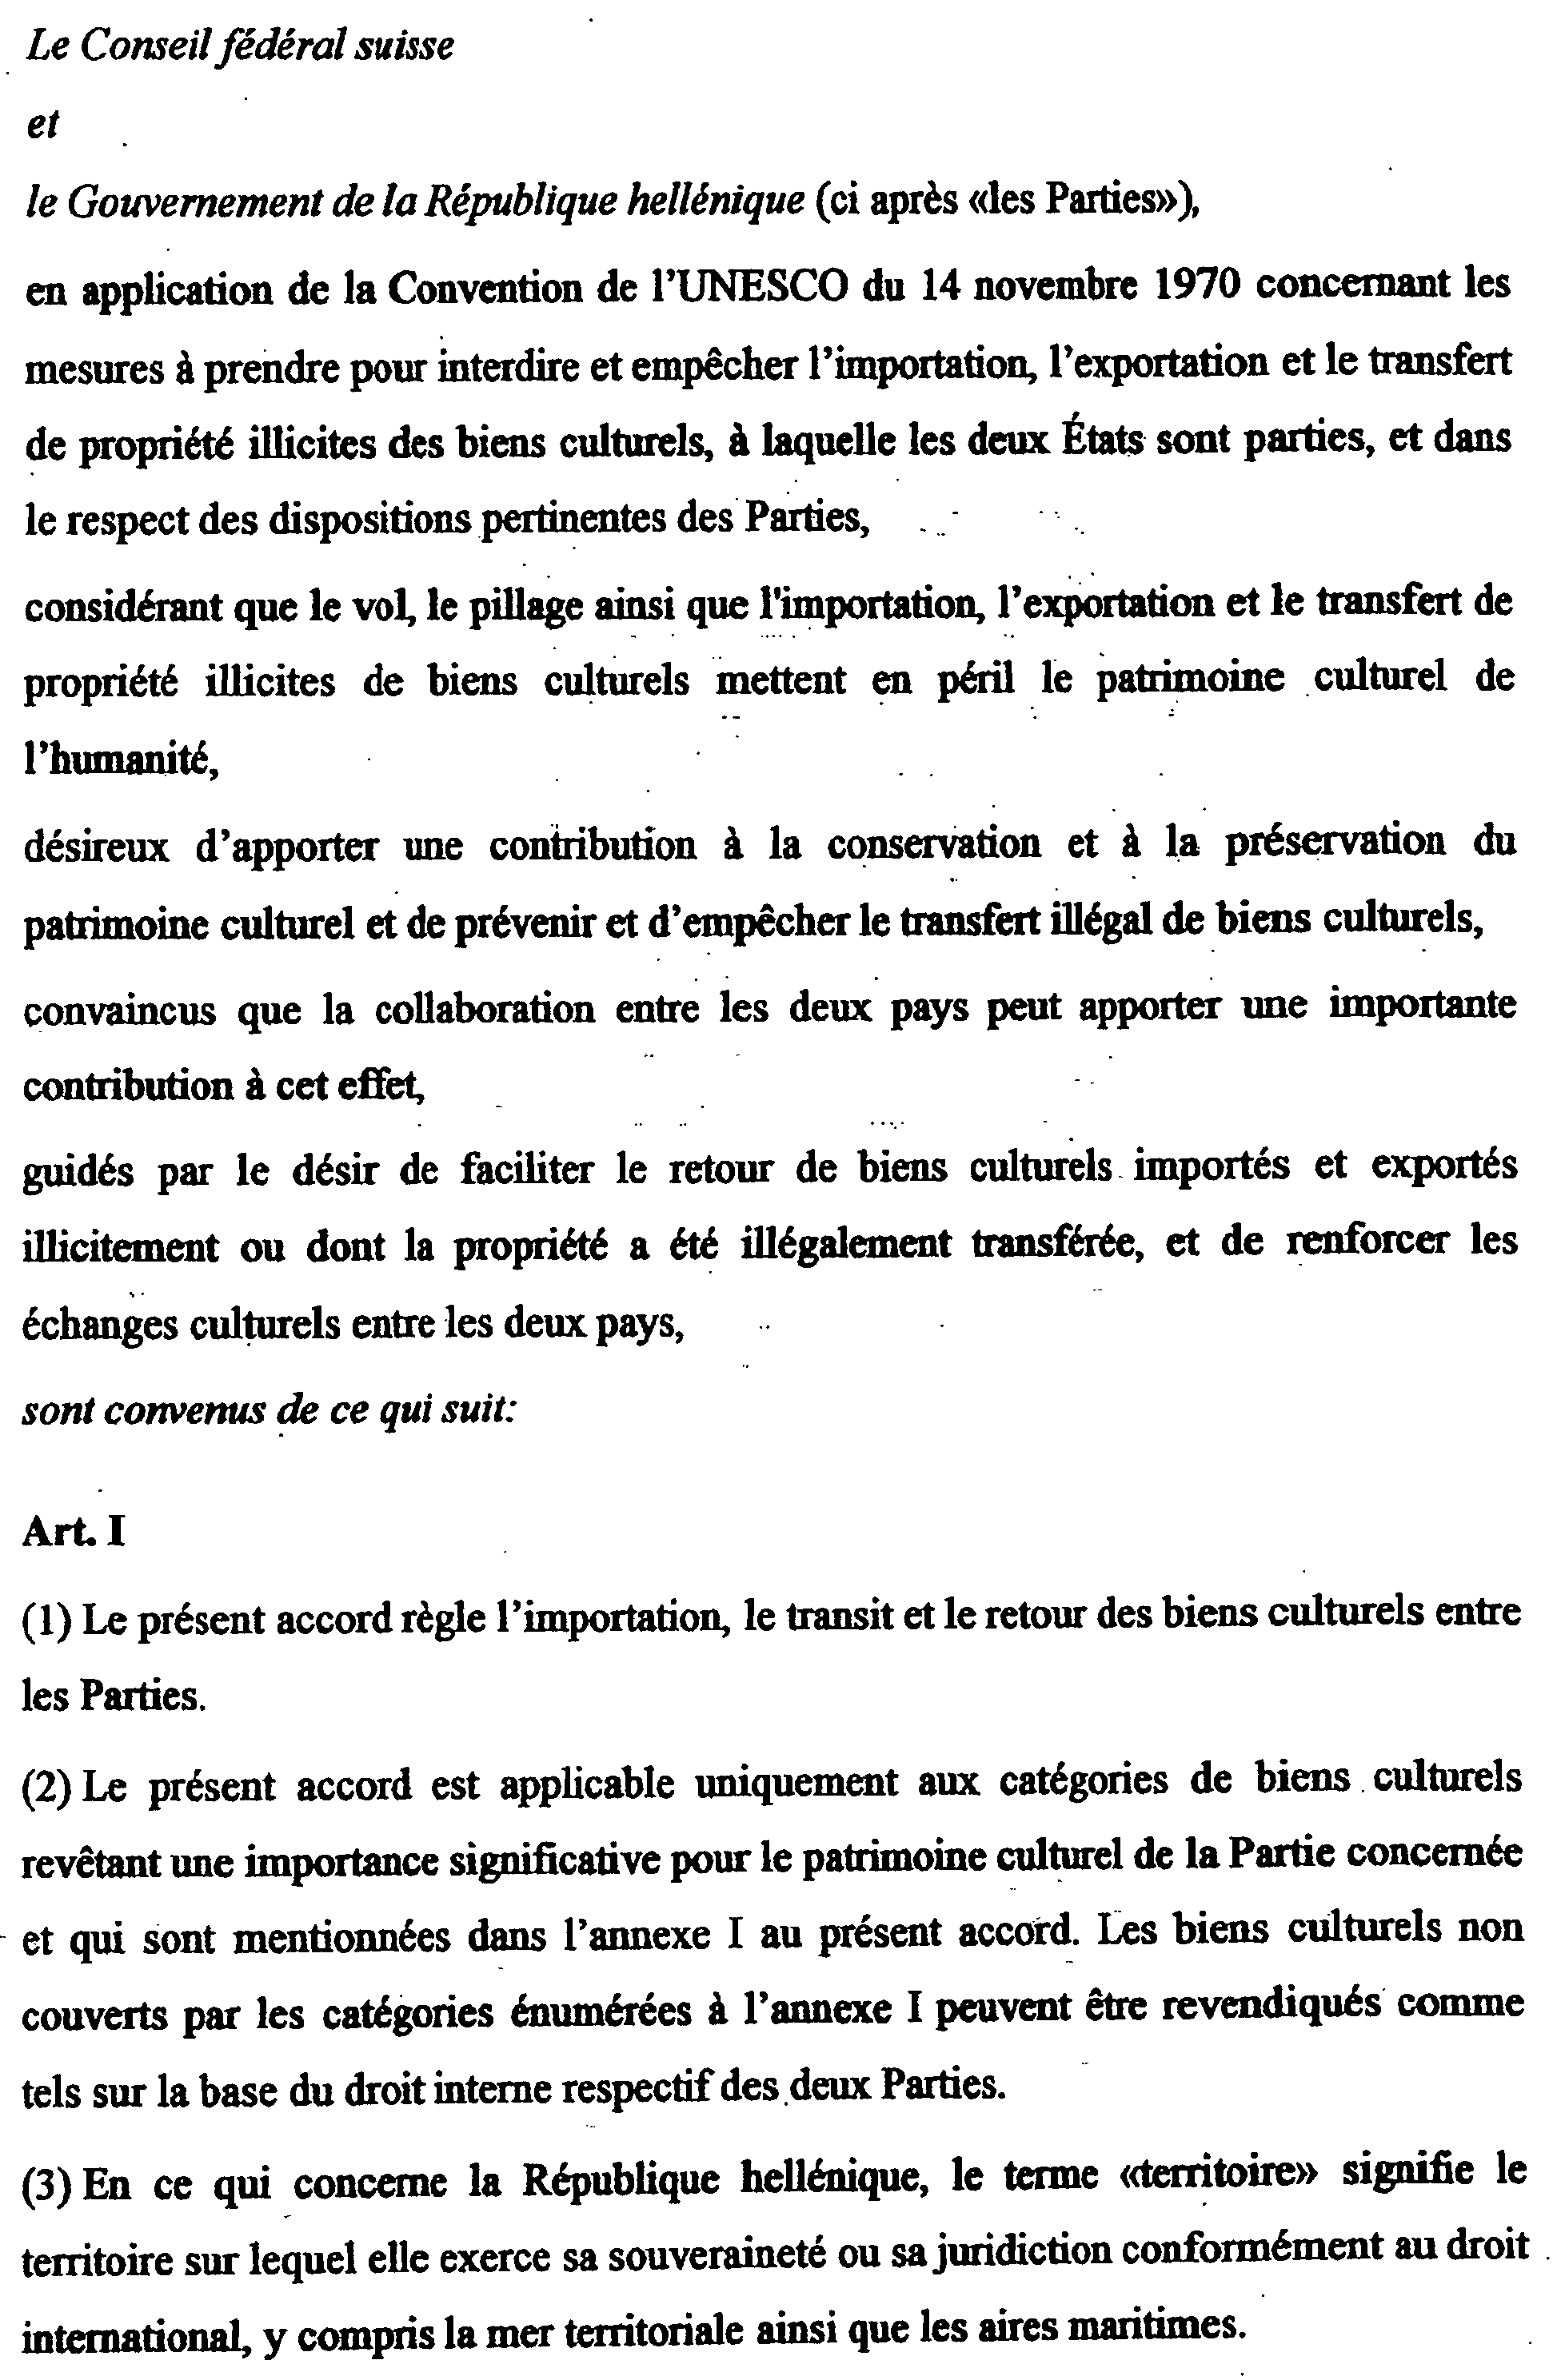 Le Conseil fédéral suisse
et
le Gouvernement de la République hellénique (ci après «les Parties»),
en application de la Convention de l'UNESCO du 14 novembre 1970 concernant les
mesures à prendre pour interdire et empêcher l'importation, l'exportation et le transfert
de propriété illicites des biens culturels, à laquelle les deux États sont parties, et dans
le respect des dispositions pertinentes des Parties,
considérant que le vol, le pillage ainsi que l'importation, l'exportation et le transfert de
propriété illicites de biens culturels mettent en péril le patrimoine culturel de
l'humanité,
désireux d'apporter une contribution à la conservation et à la préservation du
patrimoine culturel et de prévenir et d'empêcher le transfert illégal de biens culturels,
convaincus que la collaboration entre les deux pays peut apporter une importante
contribution à cet effet,
guidés par le désir de faciliter le retour de biens culturels importés et exportés
illicitement ou dont la propriété a été illégalement transférée, et de renforcer les
échanges culturels entre les deux pays,
sont convenus de ce qui suit:
Art. I
(1) Le présent accord règle l'importation, le transit et le retour des biens culturels entre
les Parties.
(2) Le présent accord est applicable uniquement aux catégories de biens culturels
revêtant une importance significative pour le patrimoine culturel de la Partie concernée
et qui sont mentionnées dans l'annexe I au présent accord. Les biens culturels non
couverts par les catégories énumérées à l'annexe I peuvent être revendiqués comme
tels sur la base du droit interne respectif des deux Parties.
(3) En ce qui concerne la République hellénique, le terme «territoire» signifie le
territoire sur lequel elle exerce sa souveraineté ou sa juridiction conformément au droit
international, y compris la mer territoriale ainsi que les aires maritimes.